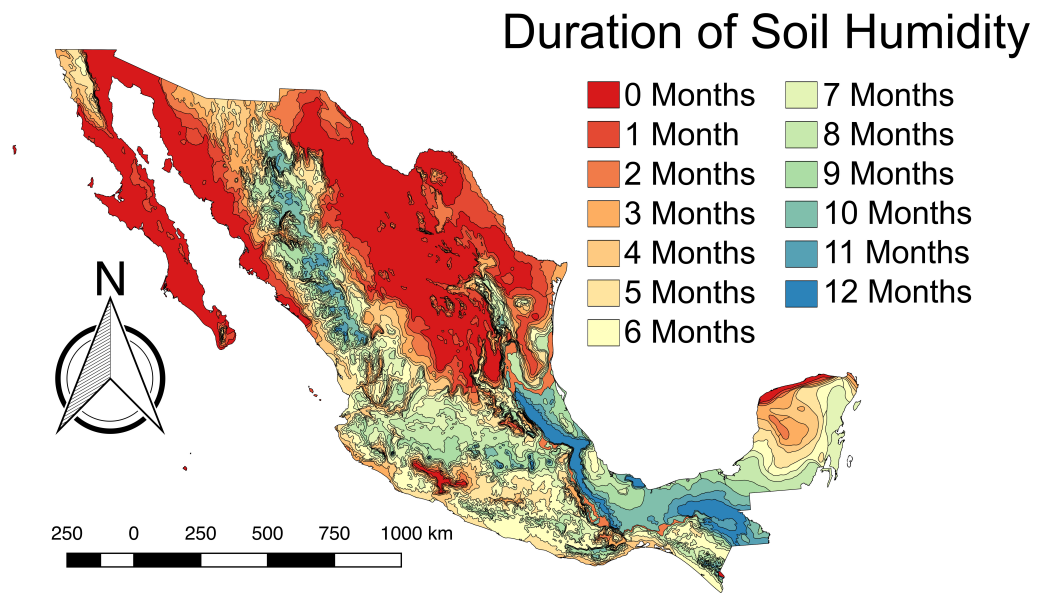 Duration of Soil Humidity
0 Months
1 Month
2 Months
3 Months
4 Months
5 Months
6 Months
7 Months
8 Months
9 Months
10 Months
11 Months
12 Months
N
250 0 250 500 750 1000 km